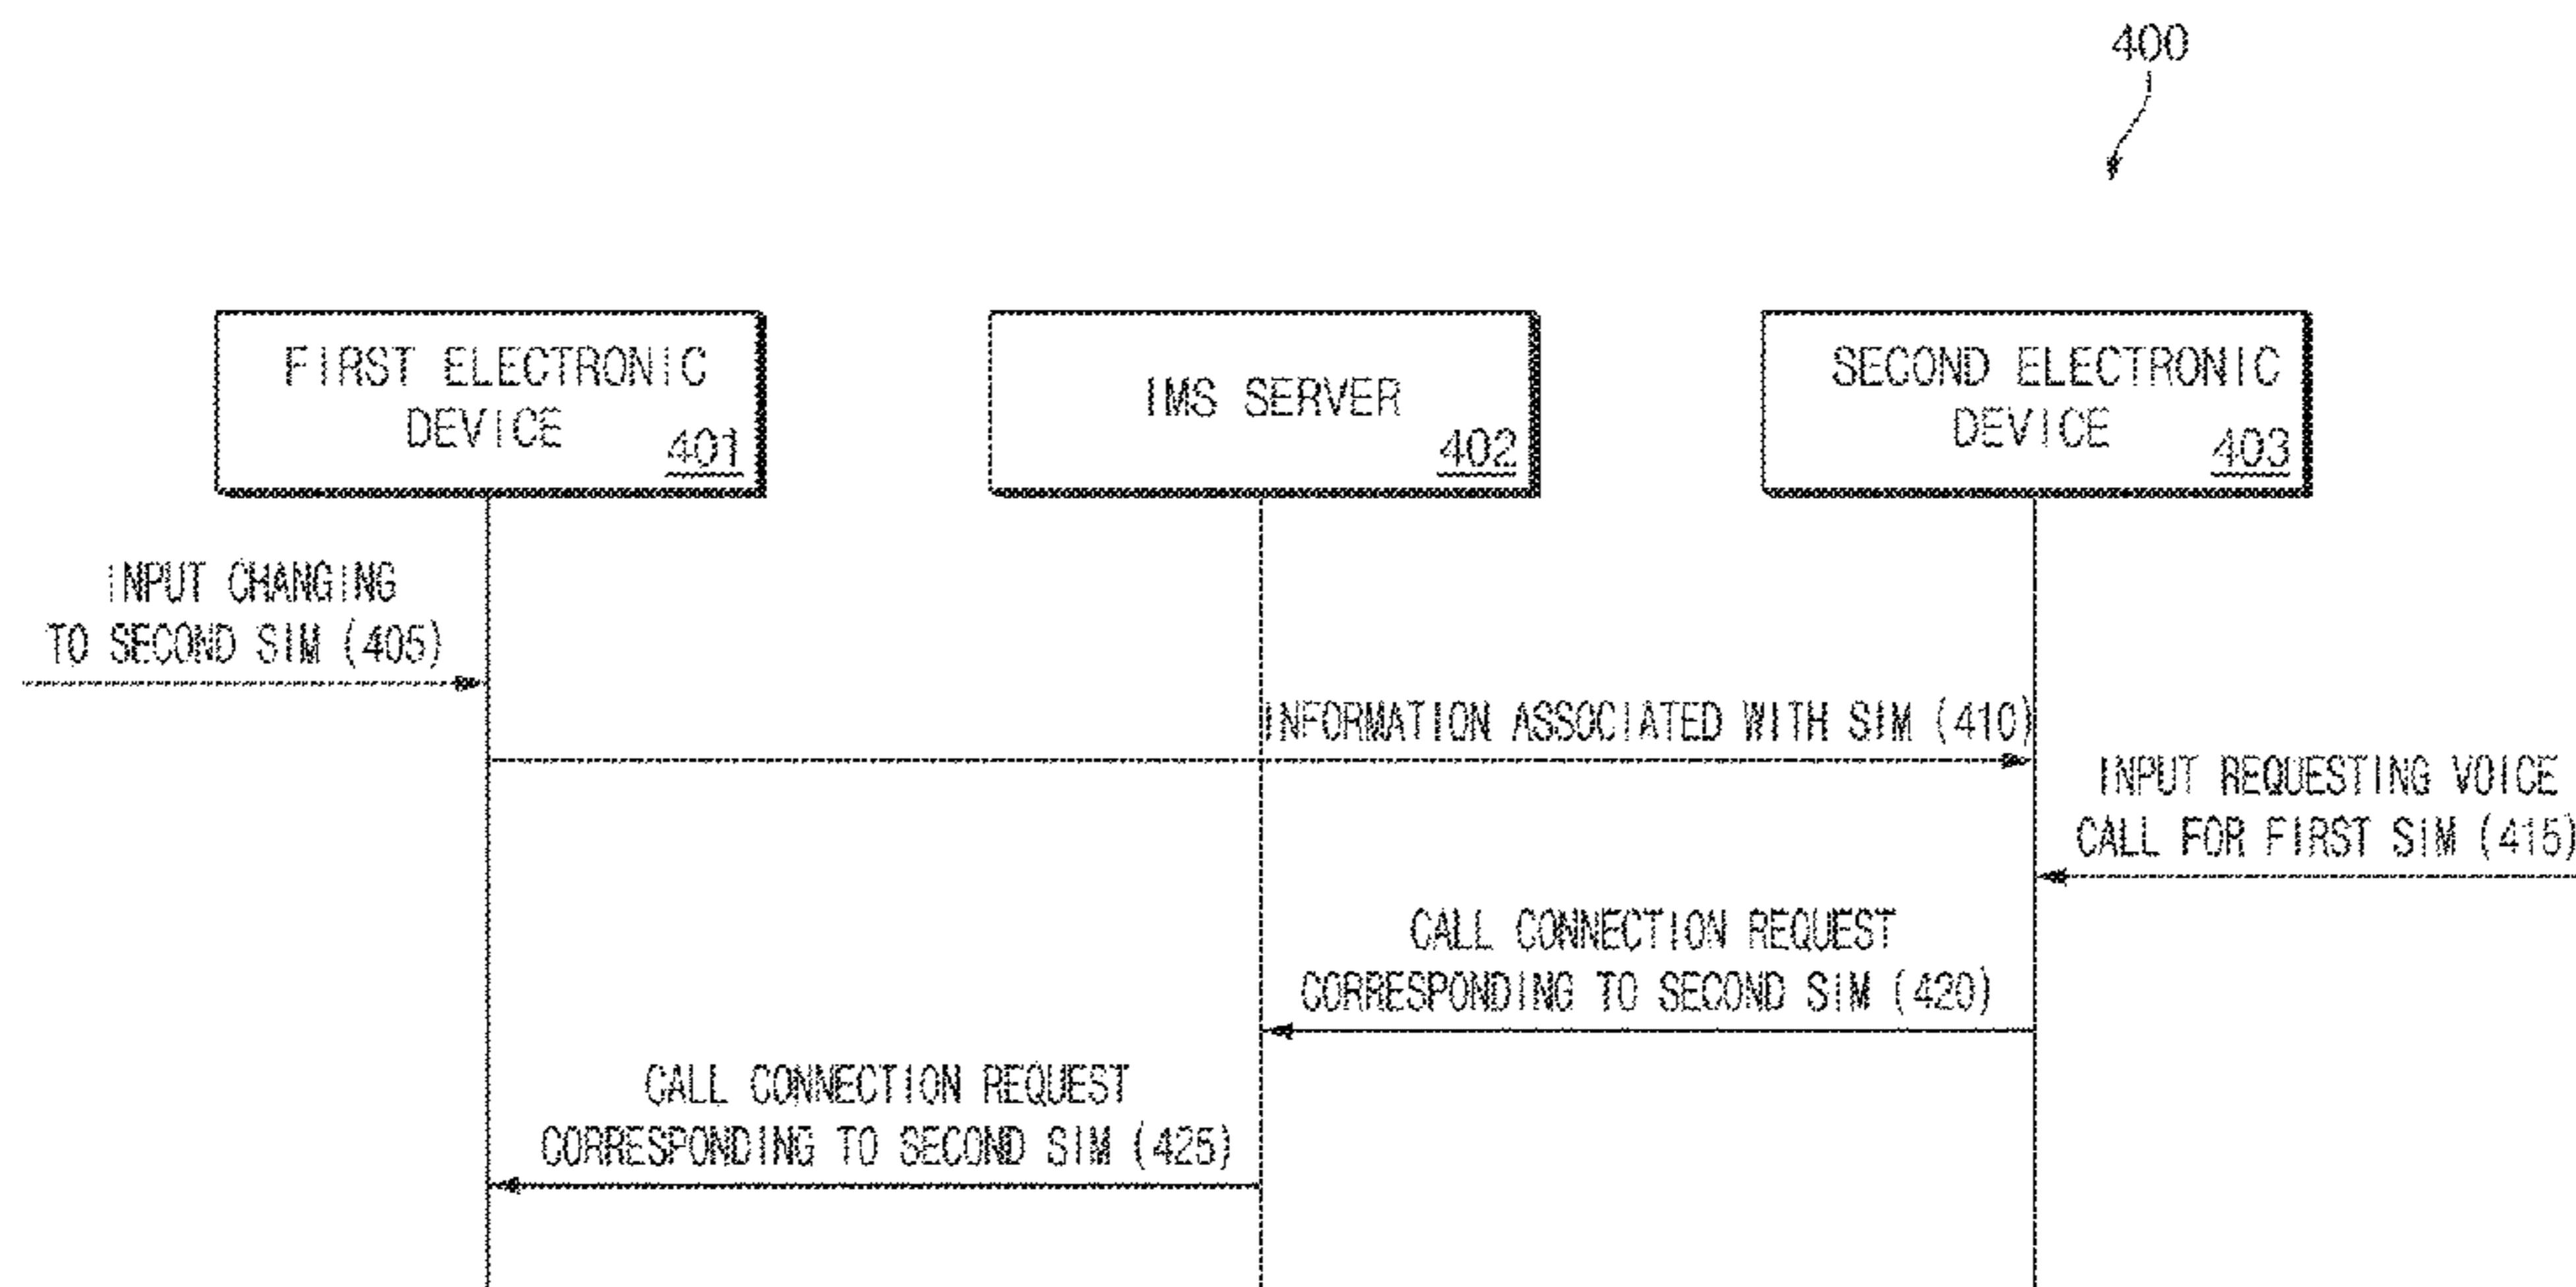 400
FIRST ELECTRONIC
DEVICE 401
IMS SERVER
402
SECOND ELECTRONIC
DEVICE 403
INPUT CHANGING
TO SECOND SIM (405)
INFORMATION ASSOCIATED WITH SIM (410)
INPUT REQUESTING VOICE
CALL FOR FIRST SIM (415)
CALL CONNECTION REQUEST
CORRESPONDING TO SECOND SIM (420)
CALL CONNECTION REQUEST
CORRESPONDING TO SECOND SIM (425)